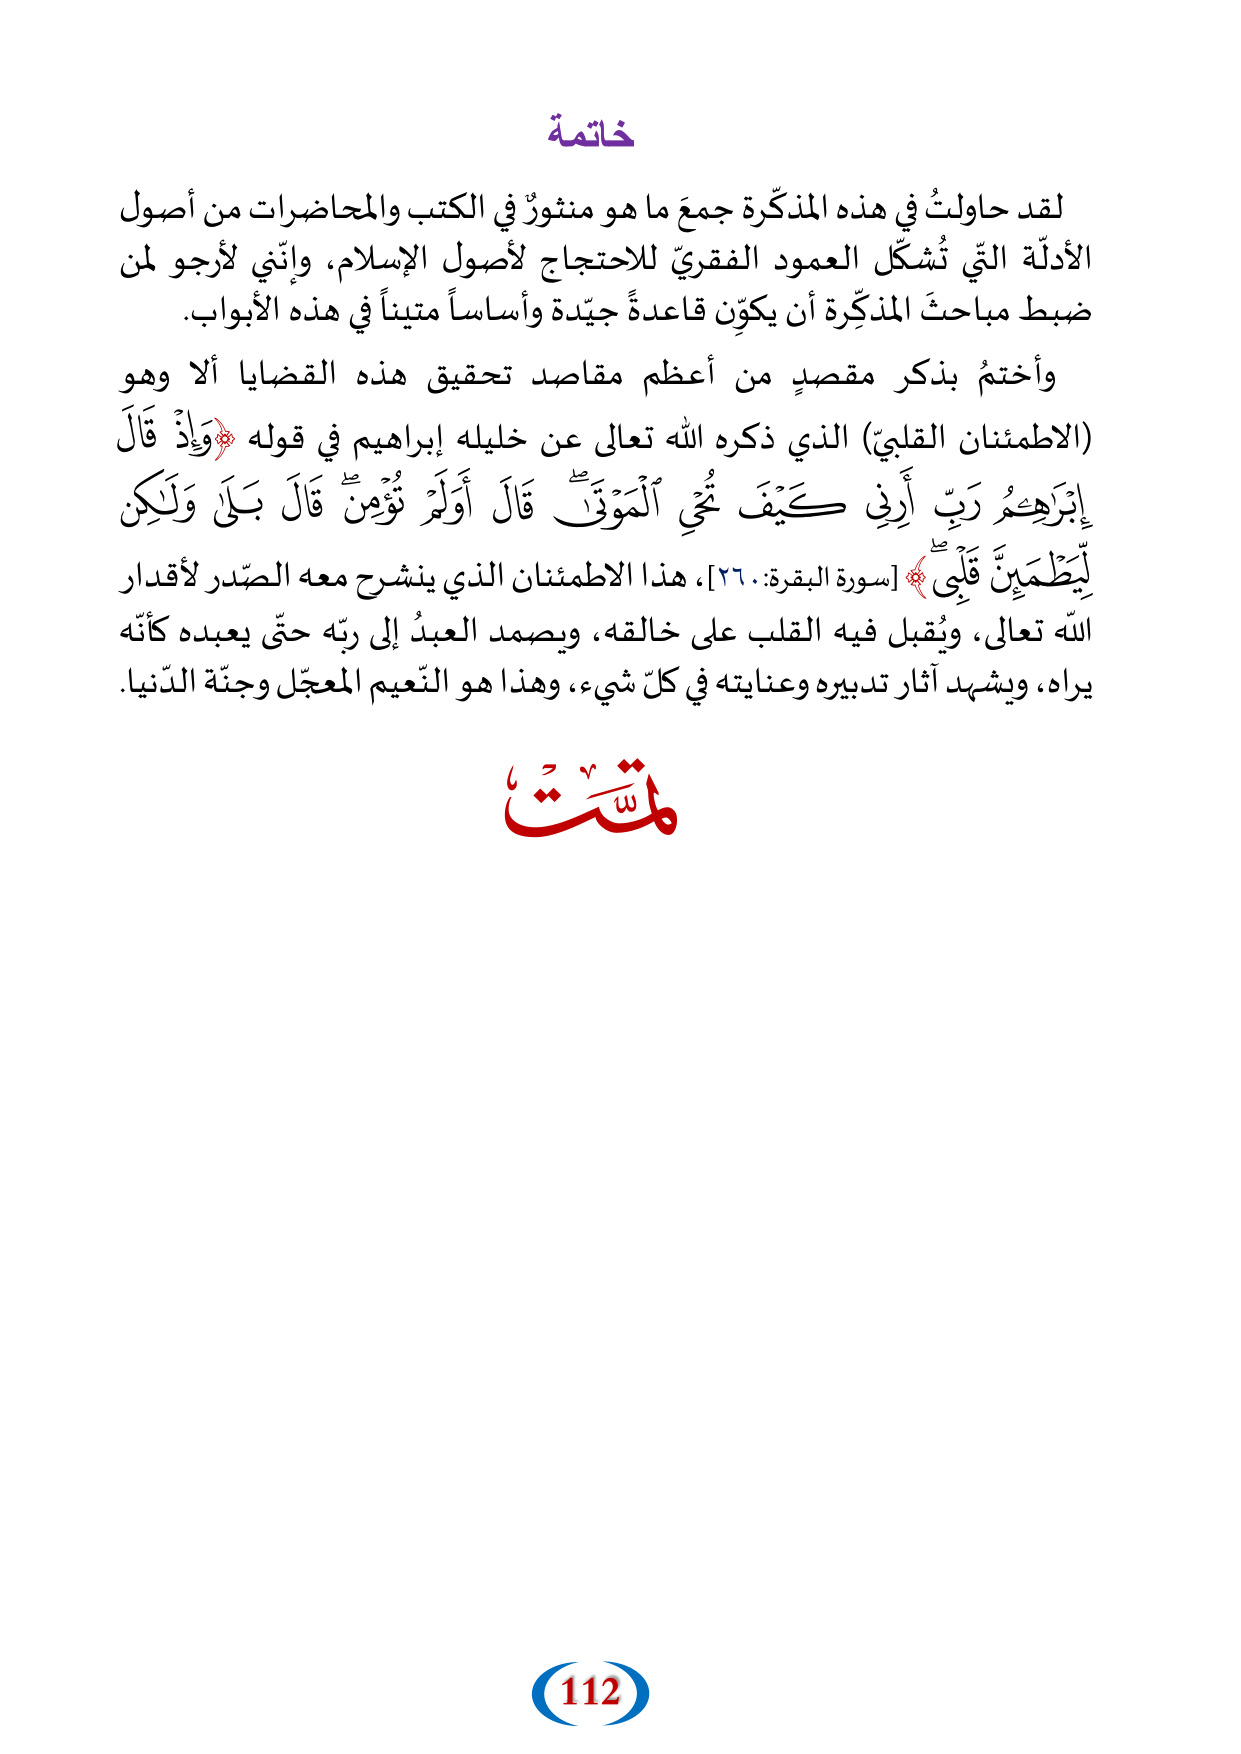 خاتمة
لقد حاولتُ في هذه المذكّرة جمعَ ما هو منثورٌ في الكتب والمحاضرات من أصول
الأدلّة التّي تُشكّل العمود الفقريّ للاحتجاج لأصول الإسلام، وإنّني لأرجو لمن
ضبط مباحثَ المذكِّرة أن يكوِّن قاعدةً جيّدة وأساساً متيناً في هذه الأبواب.
وأختمُ بذكر مقصدٍ من أعظم مقاصد تحقيق هذه القضايا ألا وهو
(الاطمئنان القلبيّ) الذي ذكره الله تعالى عن خليله إبراهيم في قوله ﴿وَإِذۡ قَالَ
إِبۡرَٰهِـۧمُ رَبِّ أَرِنِي كَيۡفَ تُحۡيِ ٱلۡمَوۡتَىٰۖ قَالَ أَوَلَمۡ تُؤۡمِنۖ قَالَ بَلَىٰ وَلَٰكِن
لِّيَطۡمَئِنَّ قَلۡبِيۖ﴾ [سورة البقرة:٢٦٠]، هذا الاطمئنان الذي ينشرح معه الصّدر لأقدار
الله تعالى، ويُقبل فيه القلب على خالقه، ويصمد العبدُ إلى ربّه حتّى يعبده كأنّه
يراه، ويشهد آثار تدبيره وعنايته في كلّ شيء، وهذا هو النّعيم المعجّل وجنّة الدّنيا.
تمَّتْ
112